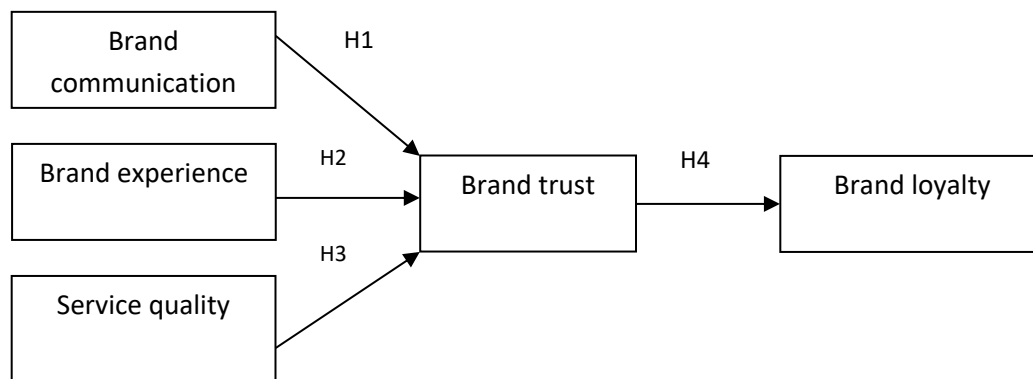 Brand
communication
H1
Brand experience
H2
Brand trust
H4
Brand loyalty
H3
Service quality